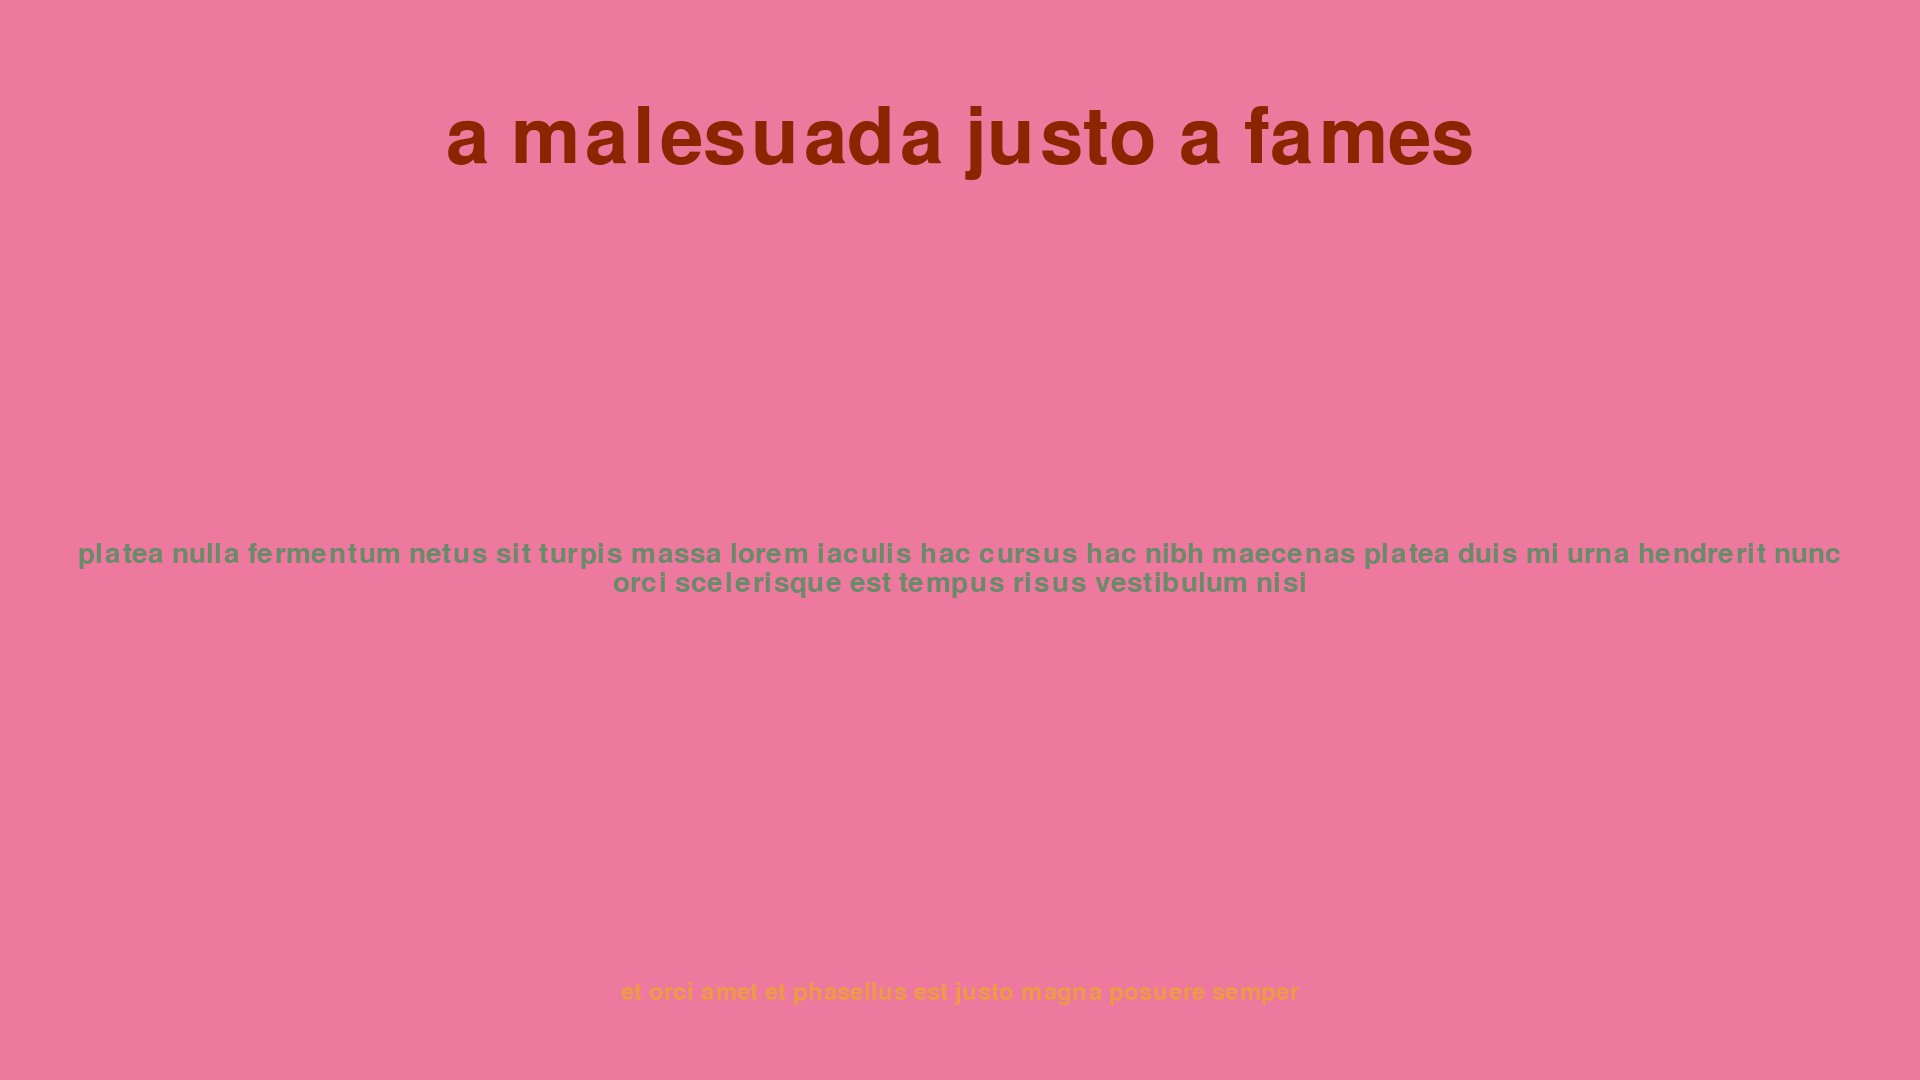 a malesuada justo a fames
platea nulla fermentum netus sit turpis massa lorem iaculis hac cursus hac nibh maecenas platea duis mi urna hendrerit nunc
orci scelerisque est tempus risus vestibulum nisi
et orci amet et phasellus est justo magna posuere semper